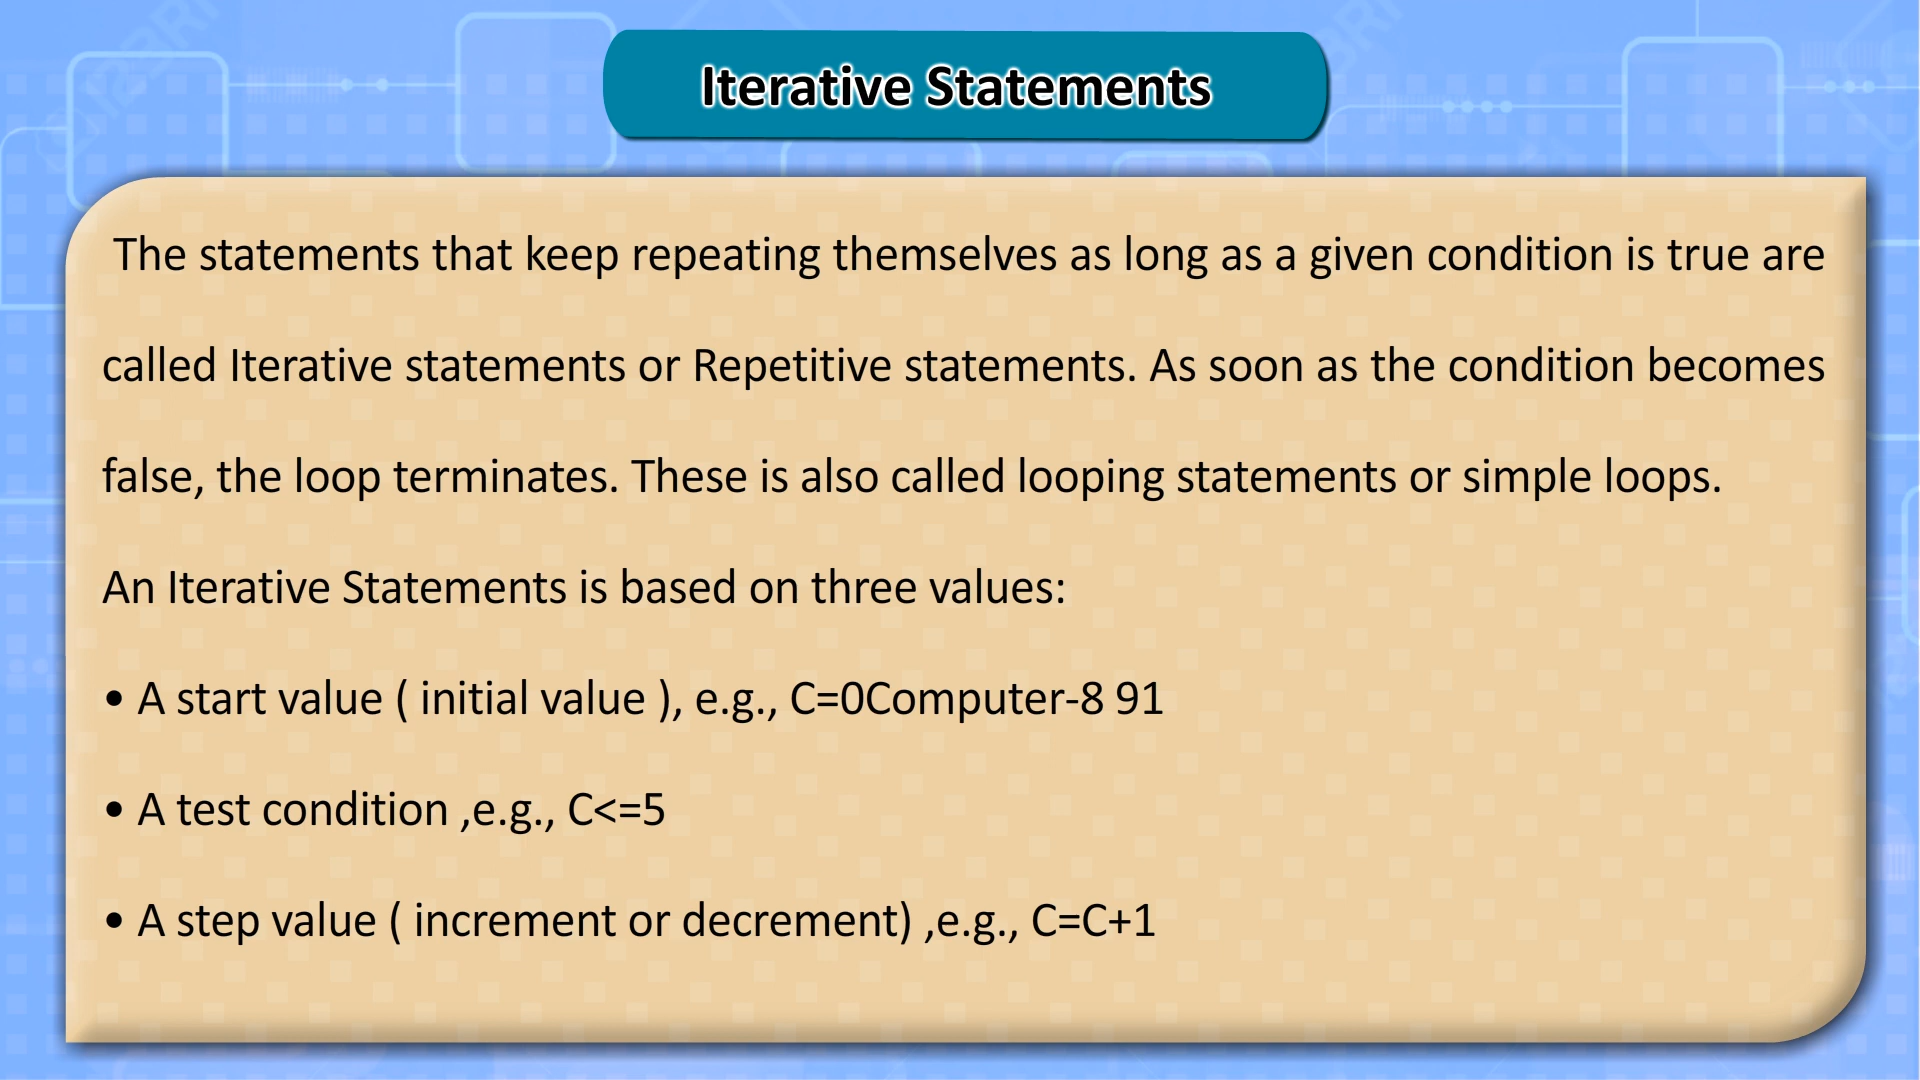 Iterative Statements
The statements that keep repeating themselves as long as a given condition is true are
called Iterative statements or Repetitive statements. As soon as the condition becomes
false, the loop terminates. These is also called looping statements or simple loops.
An Iterative Statements is based on three values:
• A start value ( initial value ), e.g., C=0Computer-8 91
• A test condition ,e.g., C<=5
• A step value ( increment or decrement) ,e.g., C=C+1